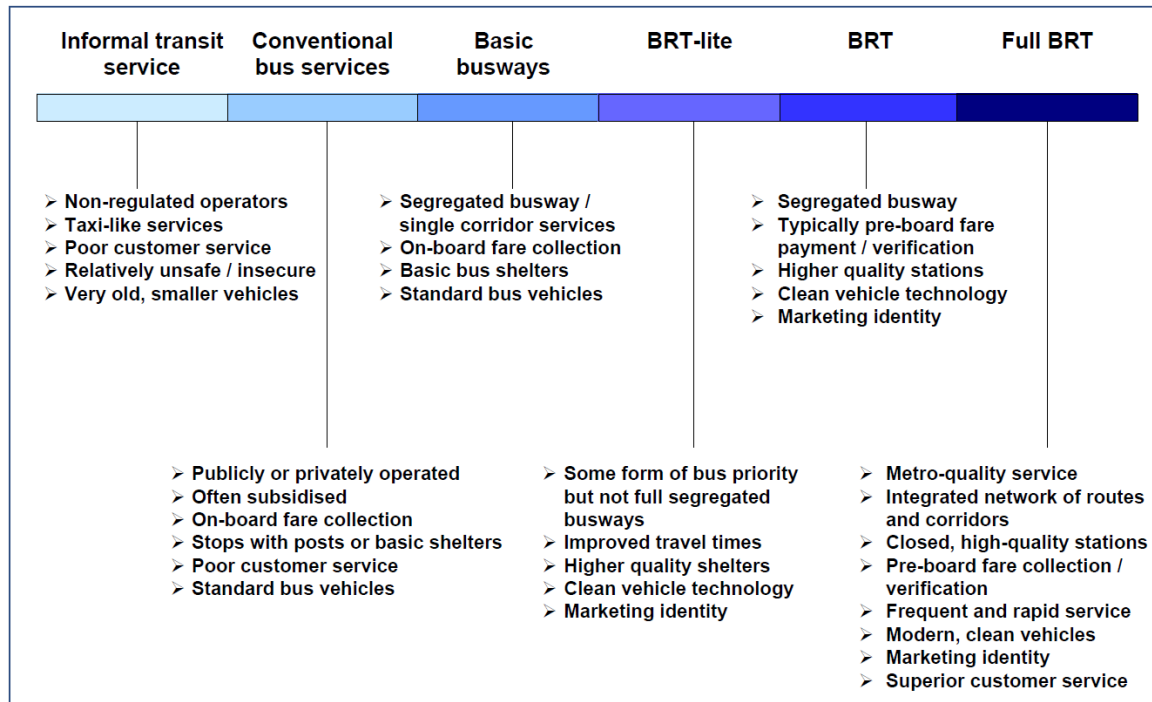 Informal transit
service
Conventional
bus services
Basic
busways
BRT-lite
BRT
Full BRT
➢ Non-regulated operators
➢ Taxi-like services
➢ Poor customer service
➢ Relatively unsafe / insecure
➢ Very old, smaller vehicles
➢ Segregated busway /
single corridor services
➢ On-board fare collection
➢ Basic bus shelters
➢ Standard bus vehicles
➢ Segregated busway
➢ Typically pre-board fare
payment / verification
➢ Higher quality stations
➢ Clean vehicle technology
➢ Marketing identity
➢ Publicly or privately operated
➢ Often subsidised
➢ On-board fare collection
➢ Stops with posts or basic shelters
➢ Poor customer service
➢ Standard bus vehicles
➢ Some form of bus priority
but not full segregated
busways
➢ Improved travel times
➢ Higher quality shelters
➢ Clean vehicle technology
➢ Marketing identity
➢ Metro-quality service
➢ Integrated network of routes
and corridors
➢ Closed, high-quality stations
➢ Pre-board fare collection /
verification
➢ Frequent and rapid service
➢ Modern, clean vehicles
➢ Marketing identity
➢ Superior customer service